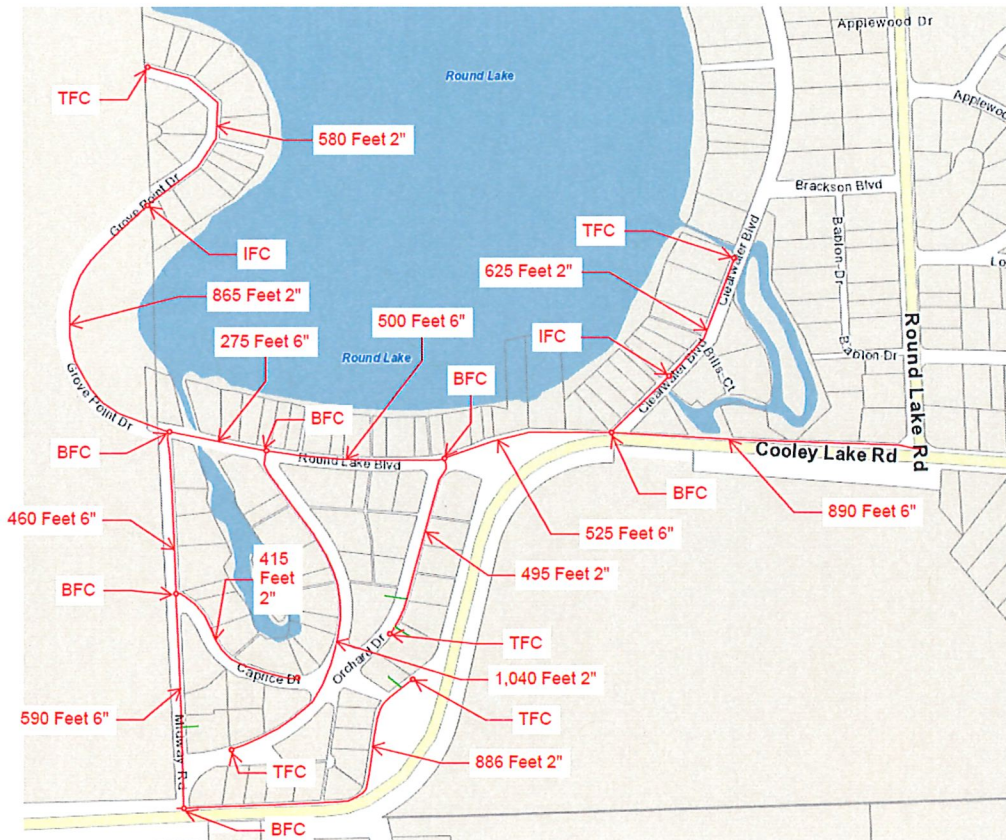 Applewood Dr
Round Lake
TFC
580 Feet 2"
Applewo
Grove Point Dr
Brackson Blvd
IFC
TFC
Clearwater Blvd
Bablon-Dr
Lo
625 Feet 2"
865 Feet 2"
500 Feet 6"
275 Feet 6"
Round Lake
IFC
Round Lake Rd
Bablon-Dr
Bills-Ct
Clearwater Blvd
Grove Point Dr
BFC
BFC
BFC
Round Lake Blvd
Cooley Lake Rd
BFC
890 Feet 6"
460 Feet 6"
525 Feet 6"
415
Feet
2"
495 Feet 2"
BFC
TFC
Orchard Dr
Caprice Dr
1,040 Feet 2"
590 Feet 6"
Midway Rd
TFC
TFC
886 Feet 2"
BFC